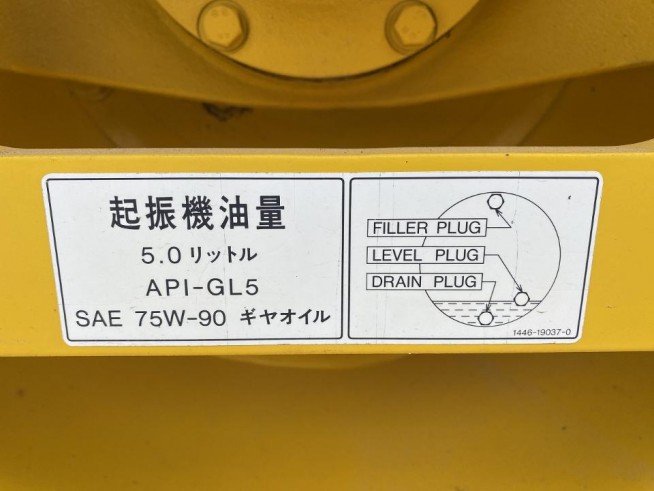 起振機油量
5.0 リットル
API-GL5
SAE 75W-90 ギヤオイル
FILLER PLUG
LEVEL PLUG
DRAIN PLUG
1446-19037-0